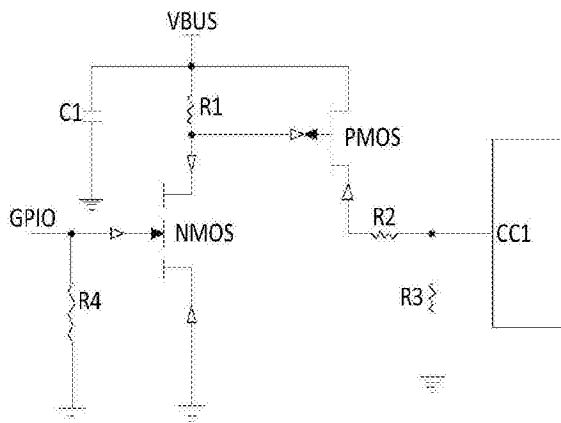 VBUS
C1
R1
PMOS
GPIO
NMOS
R2
CC1
R4
R3